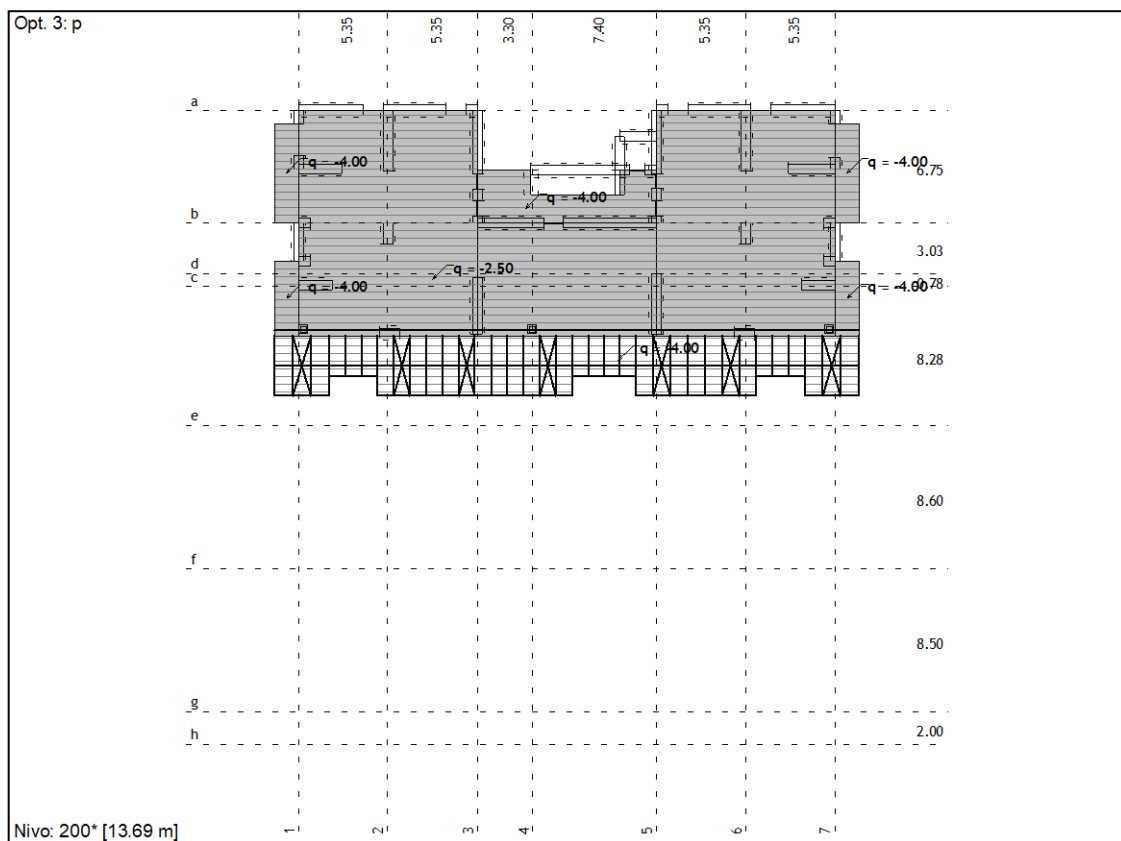 Opt. 3: p
5.35
5.35
3.30
7.40
5.35
5.35
a
q = -4.00
q = -4.00
6.75
q = -4.00
b
3.03
d
q = -2.50
c
0.78
q = -4.00
q = -4.00
q = -4.00
8.28
e
8.60
f
8.50
g
2.00
h
Nivo: 200* [13.69 m]
1
2
3
4
5
6
7